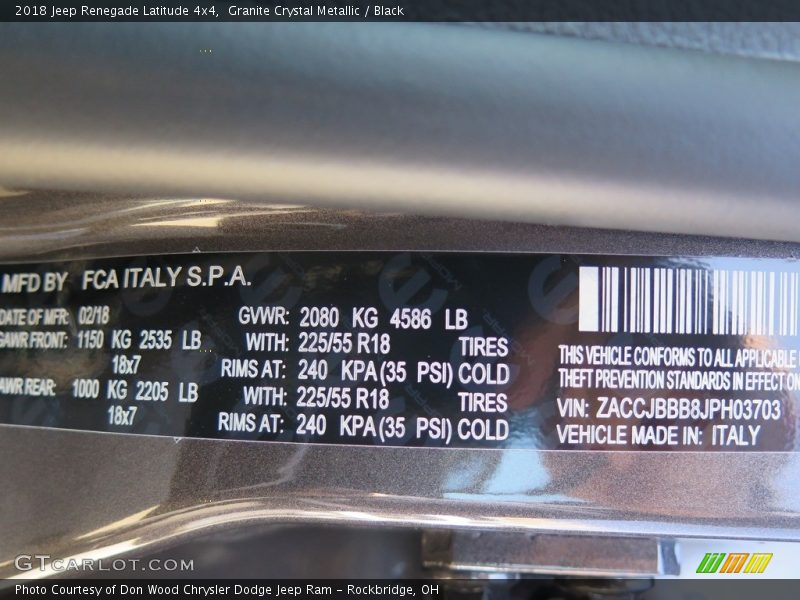 2018 Jeep Renegade Latitude 4x4,  Granite Crystal Metallic / Black
MFD BY  FCA ITALY S.P.A.
DATE OF MFR:  02/18
GAWR FRONT:  1150  KG  2535  LB
18x7
AWR REAR:  1000  KG  2205  LB
18x7
GVWR:  2080  KG  4586  LB
WITH:  225/55 R18  TIRES
RIMS AT:  240  KPA (35  PSI) COLD
WITH:  225/55 R18  TIRES
RIMS AT:  240  KPA (35  PSI) COLD
THIS VEHICLE CONFORMS TO ALL APPLICABLE
THEFT PREVENTION STANDARDS IN EFFECT ON
VIN:  ZACCJBBB8JPH03703
VEHICLE MADE IN:  ITALY
GTCARLOT.COM
Photo Courtesy of Don Wood Chrysler Dodge Jeep Ram – Rockbridge, OH